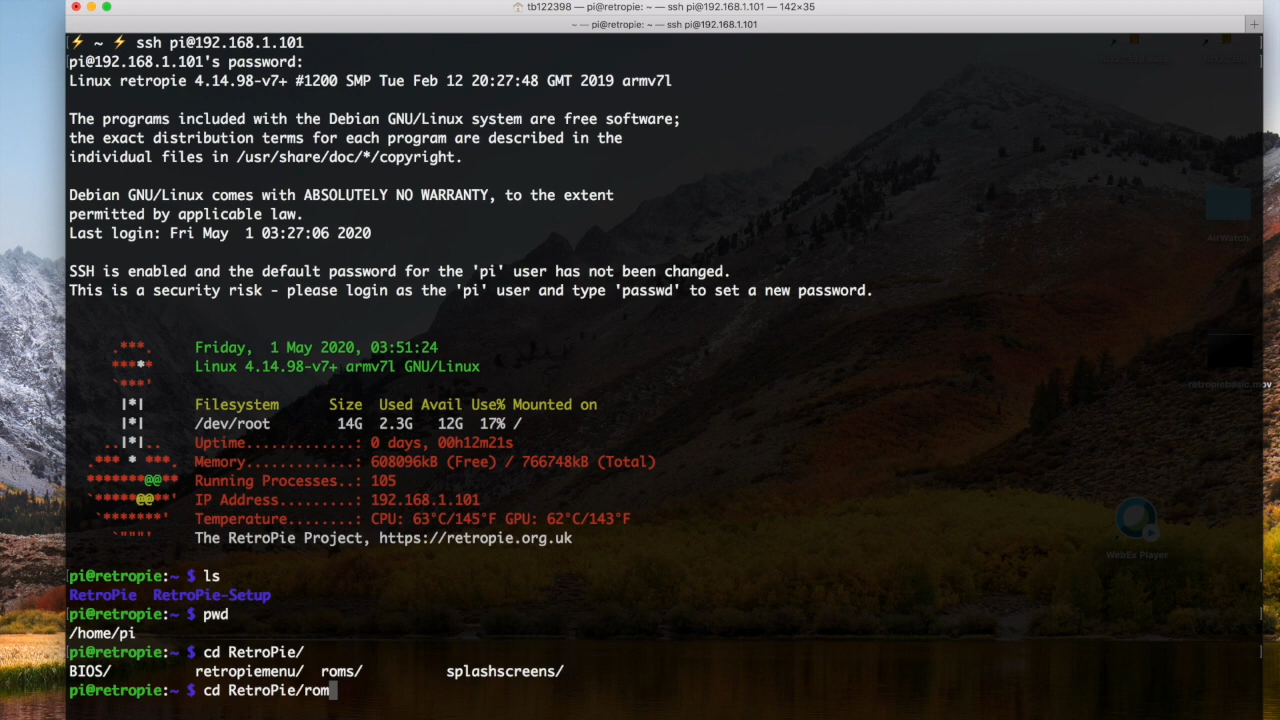 tb122398 — pi@retropie: ~ — ssh pi@192.168.1.101 — 142×35
~ — pi@retropie: ~ — ssh pi@192.168.1.101
⚡ ~ ⚡ ssh pi@192.168.1.101
pi@192.168.1.101's password:
Linux retropie 4.14.98-v7+ #1200 SMP Tue Feb 12 20:27:48 GMT 2019 armv7l
The programs included with the Debian GNU/Linux system are free software;
the exact distribution terms for each program are described in the
individual files in /usr/share/doc/*/copyright.
Debian GNU/Linux comes with ABSOLUTELY NO WARRANTY, to the extent
permitted by applicable law.
Last login: Fri May  1 03:27:06 2020
SSH is enabled and the default password for the 'pi' user has not been changed.
This is a security risk - please login as the 'pi' user and type 'passwd' to set a new password.
.***.     Friday,  1 May 2020, 03:51:24
*****     Linux 4.14.98-v7+ armv7l GNU/Linux
`***'
|*|      Filesystem      Size  Used Avail Use% Mounted on
|*|      /dev/root        14G  2.3G   12G  17% /
..|*|..    Uptime.............: 0 days, 00h12m21s
.*** * ***.  Memory.............: 608096kB (Free) / 766748kB (Total)
*******@@**  Running Processes..: 105
`*****@@**'  IP Address.........: 192.168.1.101
`*******'   Temperature........: CPU: 63°C/145°F GPU: 62°C/143°F
`"""'     The RetroPie Project, https://retropie.org.uk
pi@retropie:~ $ ls
RetroPie  RetroPie-Setup
pi@retropie:~ $ pwd
/home/pi
pi@retropie:~ $ cd RetroPie/
BIOS/          retropiemenu/  roms/          splashscreens/
pi@retropie:~ $ cd RetroPie/rom
AirWatch
retropiebasic.mov
WebEx Player